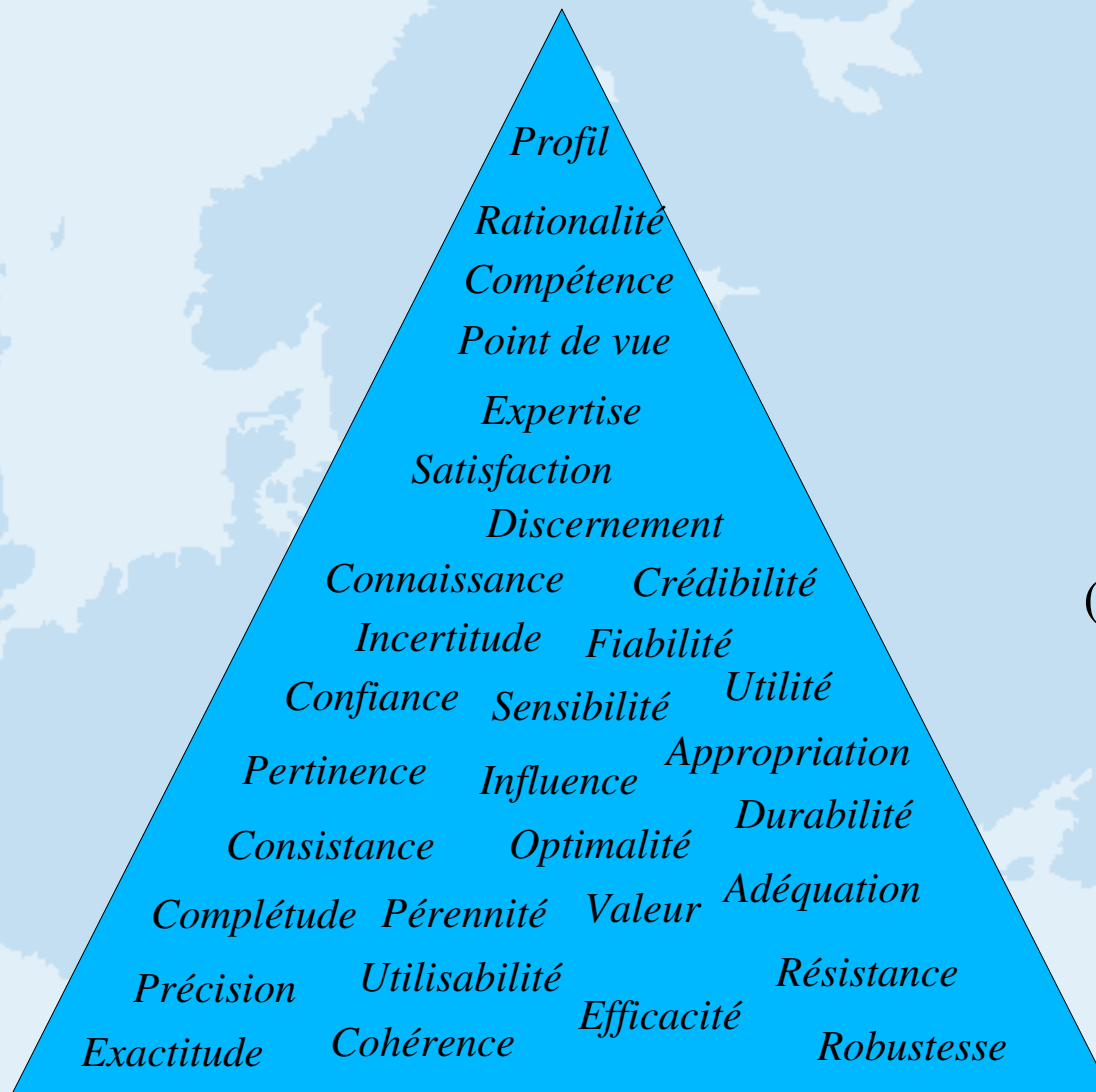 Profil
Rationalité
Compétence
Point de vue
Expertise
Satisfaction
Discernement
Connaissance Crédibilité
(
Incertitude Fiabilité
Confiance Sensibilité Utilité
Pertinence Influence Appropriation
Durabilité
Consistance Optimalité
Complétude Pérennité Valeur Adéquation
Précision Utilisabilité Résistance
Efficacité
Exactitude Cohérence Robustesse